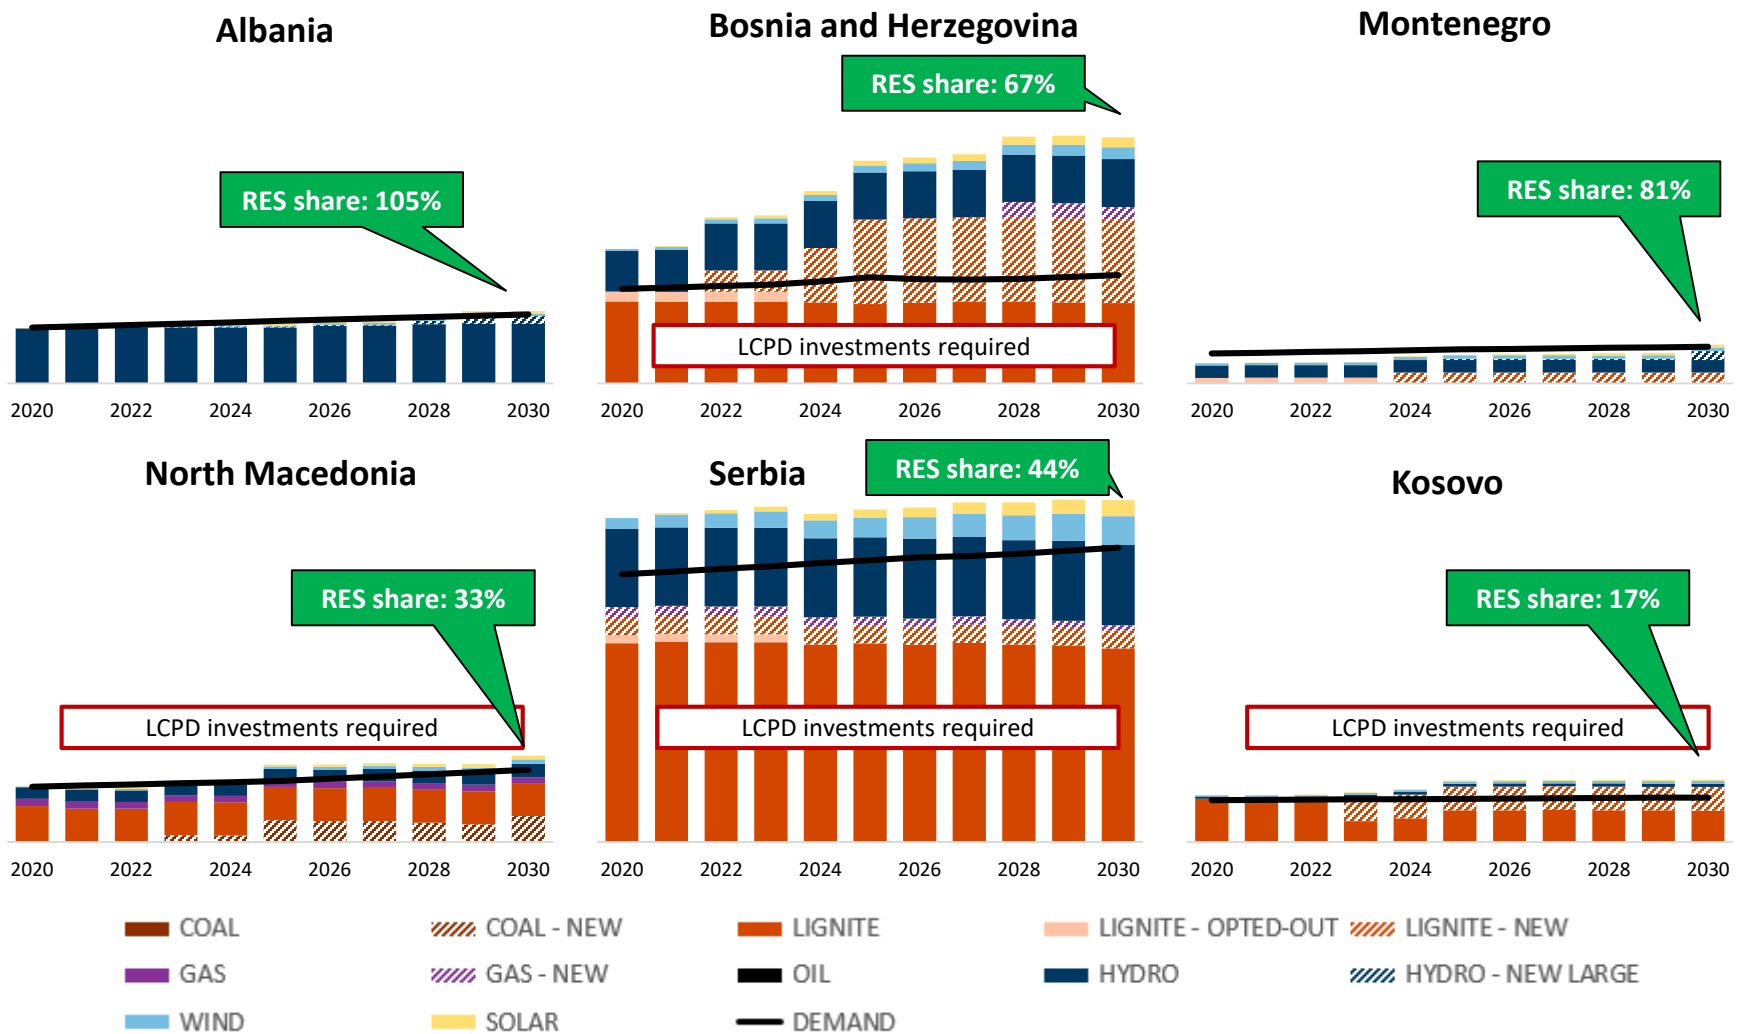 Albania
Bosnia and Herzegovina
Montenegro
RES share: 105%
RES share: 67%
RES share: 81%
LCPD investments required
2020 2022 2024 2026 2028 2030
2020 2022 2024 2026 2028 2030
2020 2022 2024 2026 2028 2030
North Macedonia
Serbia
Kosovo
RES share: 33%
RES share: 44%
RES share: 17%
LCPD investments required
LCPD investments required
LCPD investments required
2020 2022 2024 2026 2028 2030
2020 2022 2024 2026 2028 2030
2020 2022 2024 2026 2028 2030
COAL COAL - NEW LIGNITE LIGNITE - OPTED-OUT LIGNITE - NEW
GAS GAS - NEW OIL HYDRO HYDRO - NEW LARGE
WIND SOLAR DEMAND